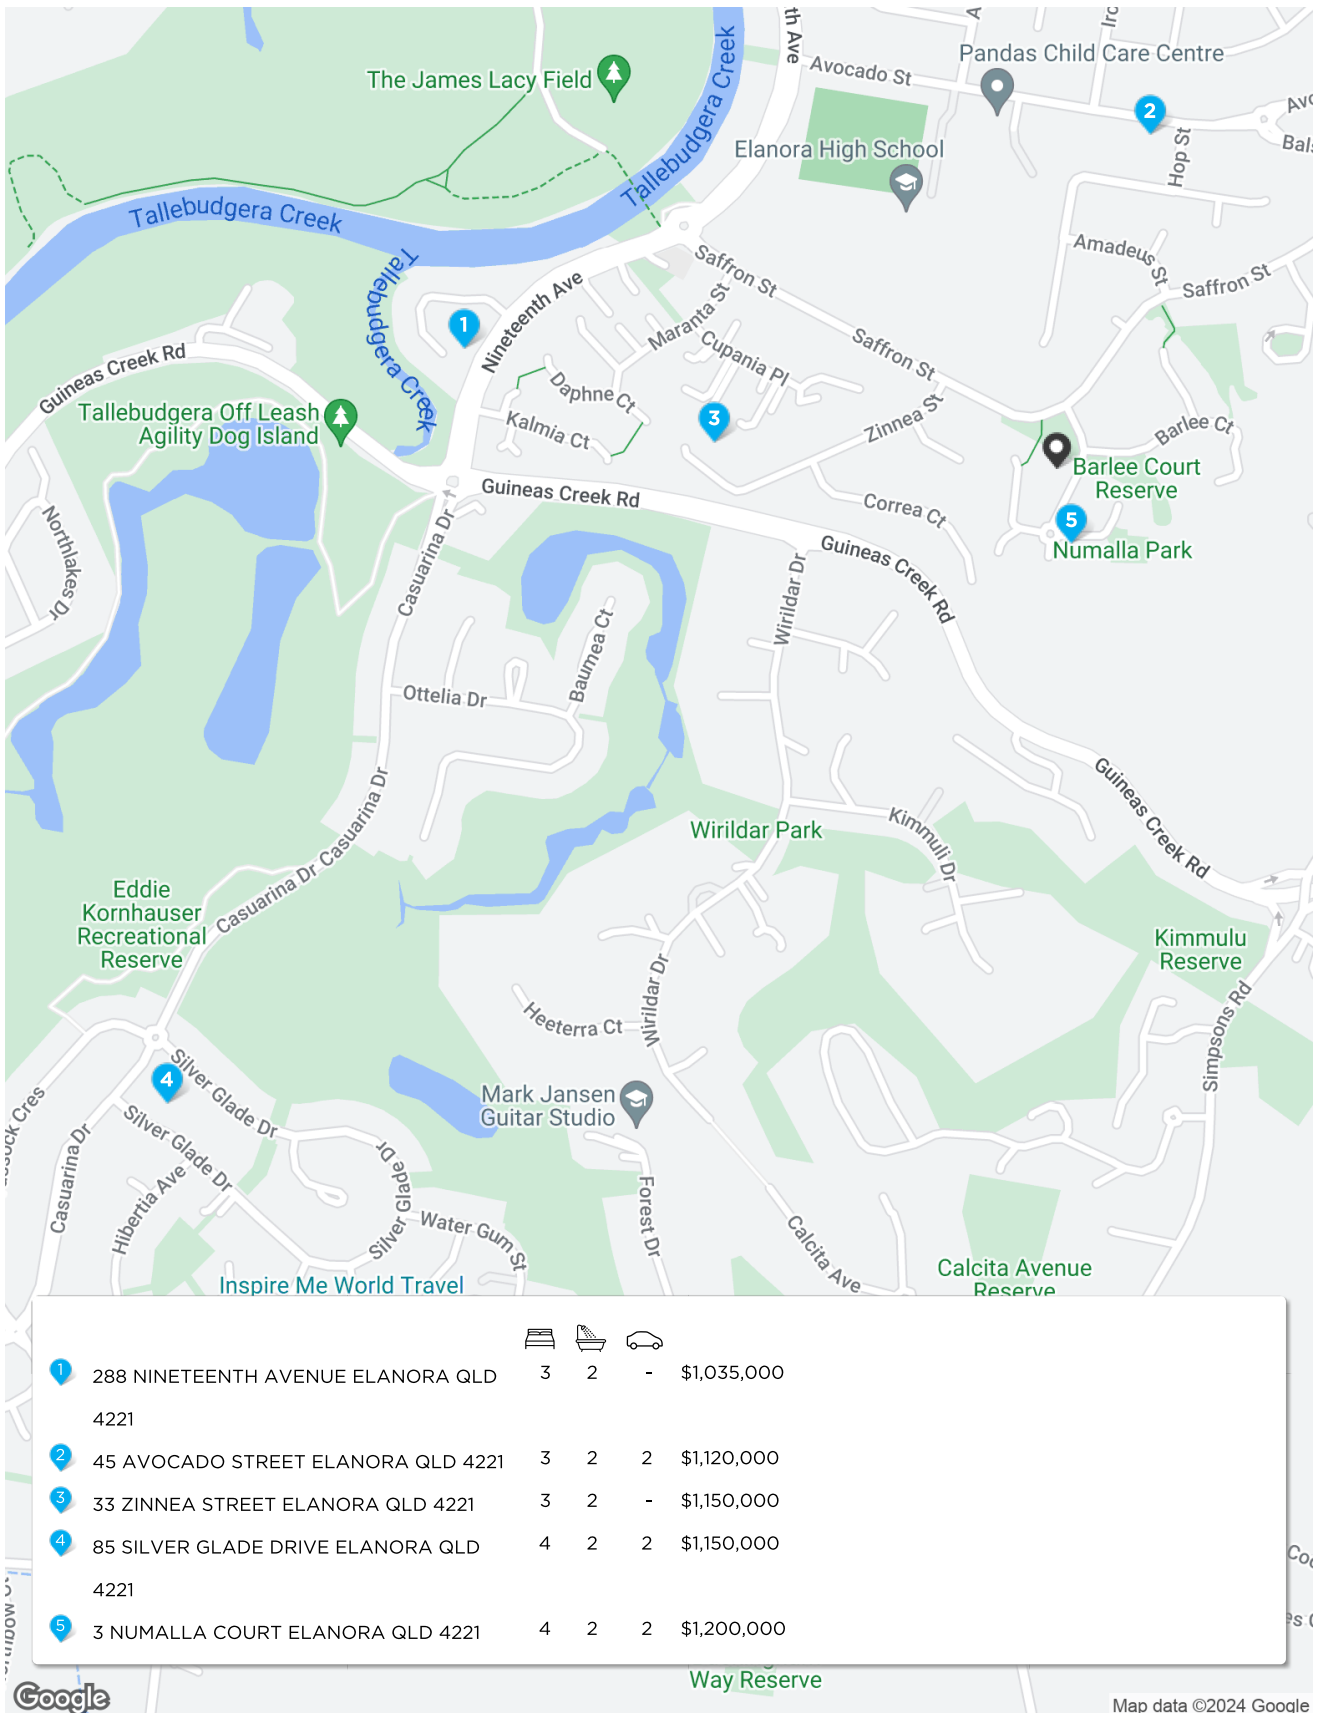 th Ave
Avocado St
Pandas Child Care Centre
The James Lacy Field
Tallebudgera Creek
2
Hop St
Elanora High School
Tallebudgera Creek
Tallebudgera Creek
Saffron St
Amadeus St
Saffron St
Nineteenth Ave
Maranta St
1
Cupania Pl
Saffron St
Guineas Creek Rd
Daphne Ct
Tallebudgera Off Leash
Agility Dog Island
Kalmia Ct
3
Zinnea St
Barlee Ct
Barlee Court
Reserve
Guineas Creek Rd
Correa Ct
5
Numalla Park
Northlakes Dr
Casuarina Dr
Guineas Creek Rd
Wirildar Dr
Baumea Ct
Ottelia Dr
Casuarina Dr
Casuarina Dr
Guineas Creek Rd
Wirildar Park
Kimmuli Dr
Eddie
Kornhauser
Recreational
Reserve
Kimmulu
Reserve
Wirildar Dr
Heeterra Ct
Simpsons Rd
4
Silver Glade Dr
Mark Jansen
Guitar Studio
Silver Glade Dr
Casuarina Dr
Hibertia Ave
Silver Glade Dr
Water Gum St
Forest Dr
Calcita Ave
Inspire Me World Travel
Calcita Avenue
Reserve
1 288 NINETEENTH AVENUE ELANORA QLD 3 2 - $1,035,000
4221
2 45 AVOCADO STREET ELANORA QLD 4221 3 2 2 $1,120,000
3 33 ZINNEA STREET ELANORA QLD 4221 3 2 - $1,150,000
4 85 SILVER GLADE DRIVE ELANORA QLD 4 2 2 $1,150,000
4221
5 3 NUMALLA COURT ELANORA QLD 4221 4 2 2 $1,200,000
Way Reserve
Google
Map data ©2024 Google